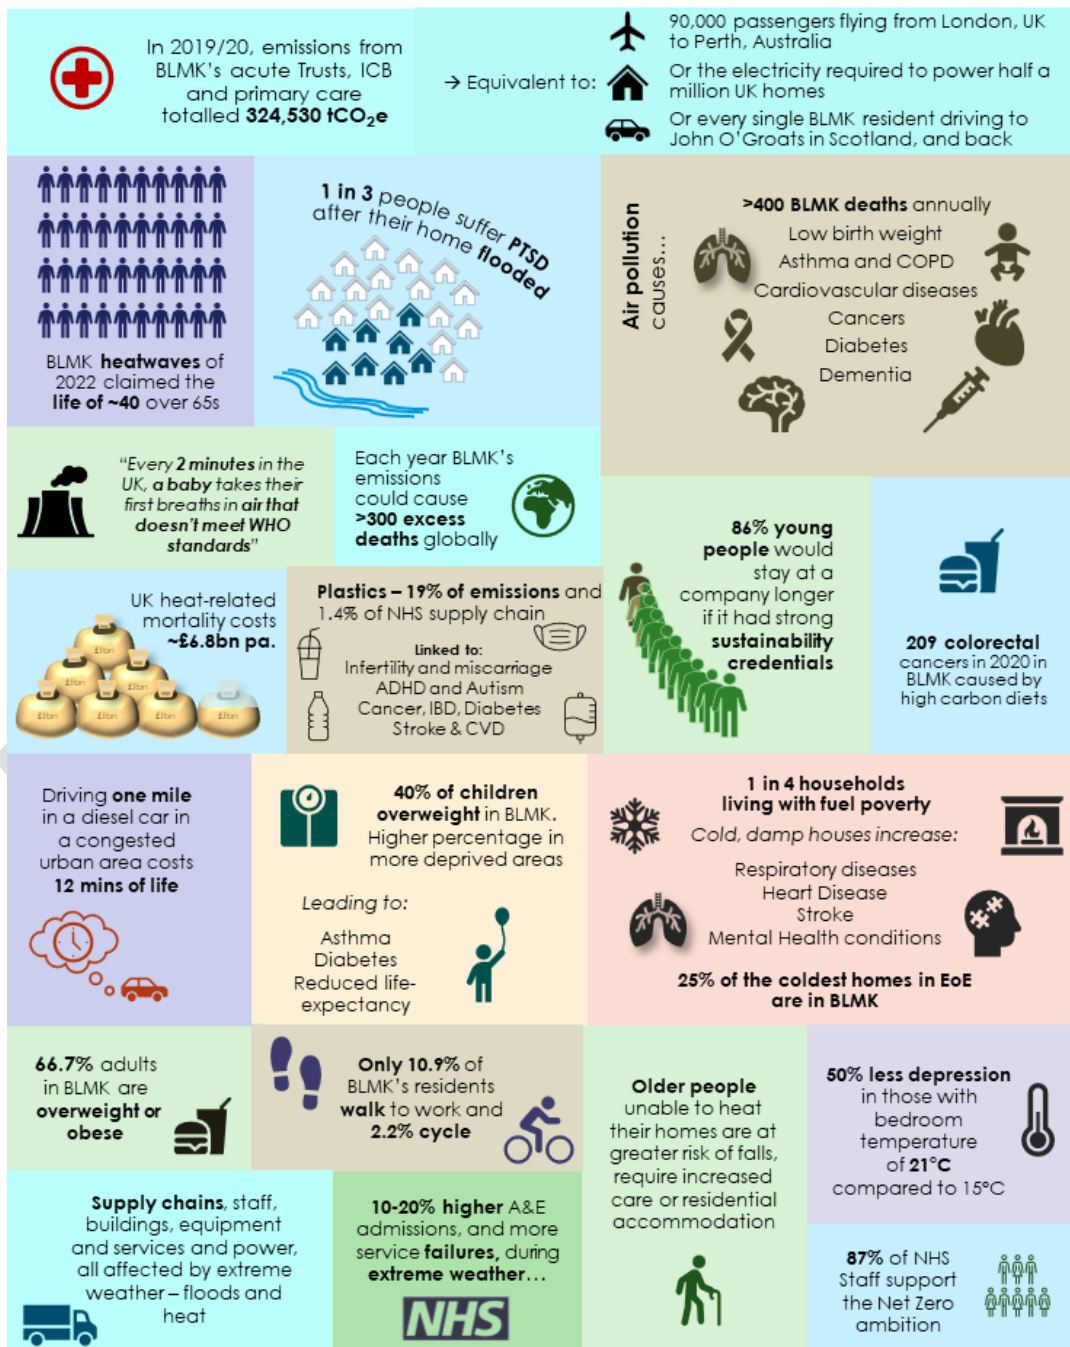 In 2019/20, emissions from
BLMK's acute Trusts, ICB
and primary care
totalled 324,530 tCO₂e
→ Equivalent to:
90,000 passengers flying from London, UK
to Perth, Australia
Or the electricity required to power half a
million UK homes
Or every single BLMK resident driving to
John O'Groats in Scotland, and back
BLMK heatwaves of
2022 claimed the
life of ~40 over 65s
1 in 3 people suffer PTSD
after their home flooded
Air pollution
causes...
>400 BLMK deaths annually
Low birth weight
Asthma and COPD
Cardiovascular diseases
Cancers
Diabetes
Dementia
"Every 2 minutes in the
UK, a baby takes their
first breaths in air that
doesn't meet WHO
standards"
Each year BLMK's
emissions
could cause
>300 excess
deaths globally
86% young
people would
stay at a
company longer
if it had strong
sustainability
credentials
209 colorectal
cancers in 2020 in
BLMK caused by
high carbon diets
UK heat-related
mortality costs
~£6.8bn pa.
£1bn
£1bn
£1bn
£1bn
£1bn
£1bn
£1bn
Plastics – 19% of emissions and
1.4% of NHS supply chain
Linked to:
Infertility and miscarriage
ADHD and Autism
Cancer, IBD, Diabetes
Stroke & CVD
Driving one mile
in a diesel car in
a congested
urban area costs
12 mins of life
40% of children
overweight in BLMK.
Higher percentage in
more deprived areas
Leading to:
Asthma
Diabetes
Reduced life-
expectancy
1 in 4 households
living with fuel poverty
Cold, damp houses increase:
Respiratory diseases
Heart Disease
Stroke
Mental Health conditions
25% of the coldest homes in EoE
are in BLMK
66.7% adults
in BLMK are
overweight or
obese
Only 10.9% of
BLMK's residents
walk to work and
2.2% cycle
Older people
unable to heat
their homes are at
greater risk of falls,
require increased
care or residential
accommodation
50% less depression
in those with
bedroom
temperature
of 21°C
compared to 15°C
Supply chains, staff,
buildings, equipment
and services and power,
all affected by extreme
weather – floods and
heat
10-20% higher A&E
admissions, and more
service failures, during
extreme weather...
NHS
87% of NHS
Staff support
the Net Zero
ambition